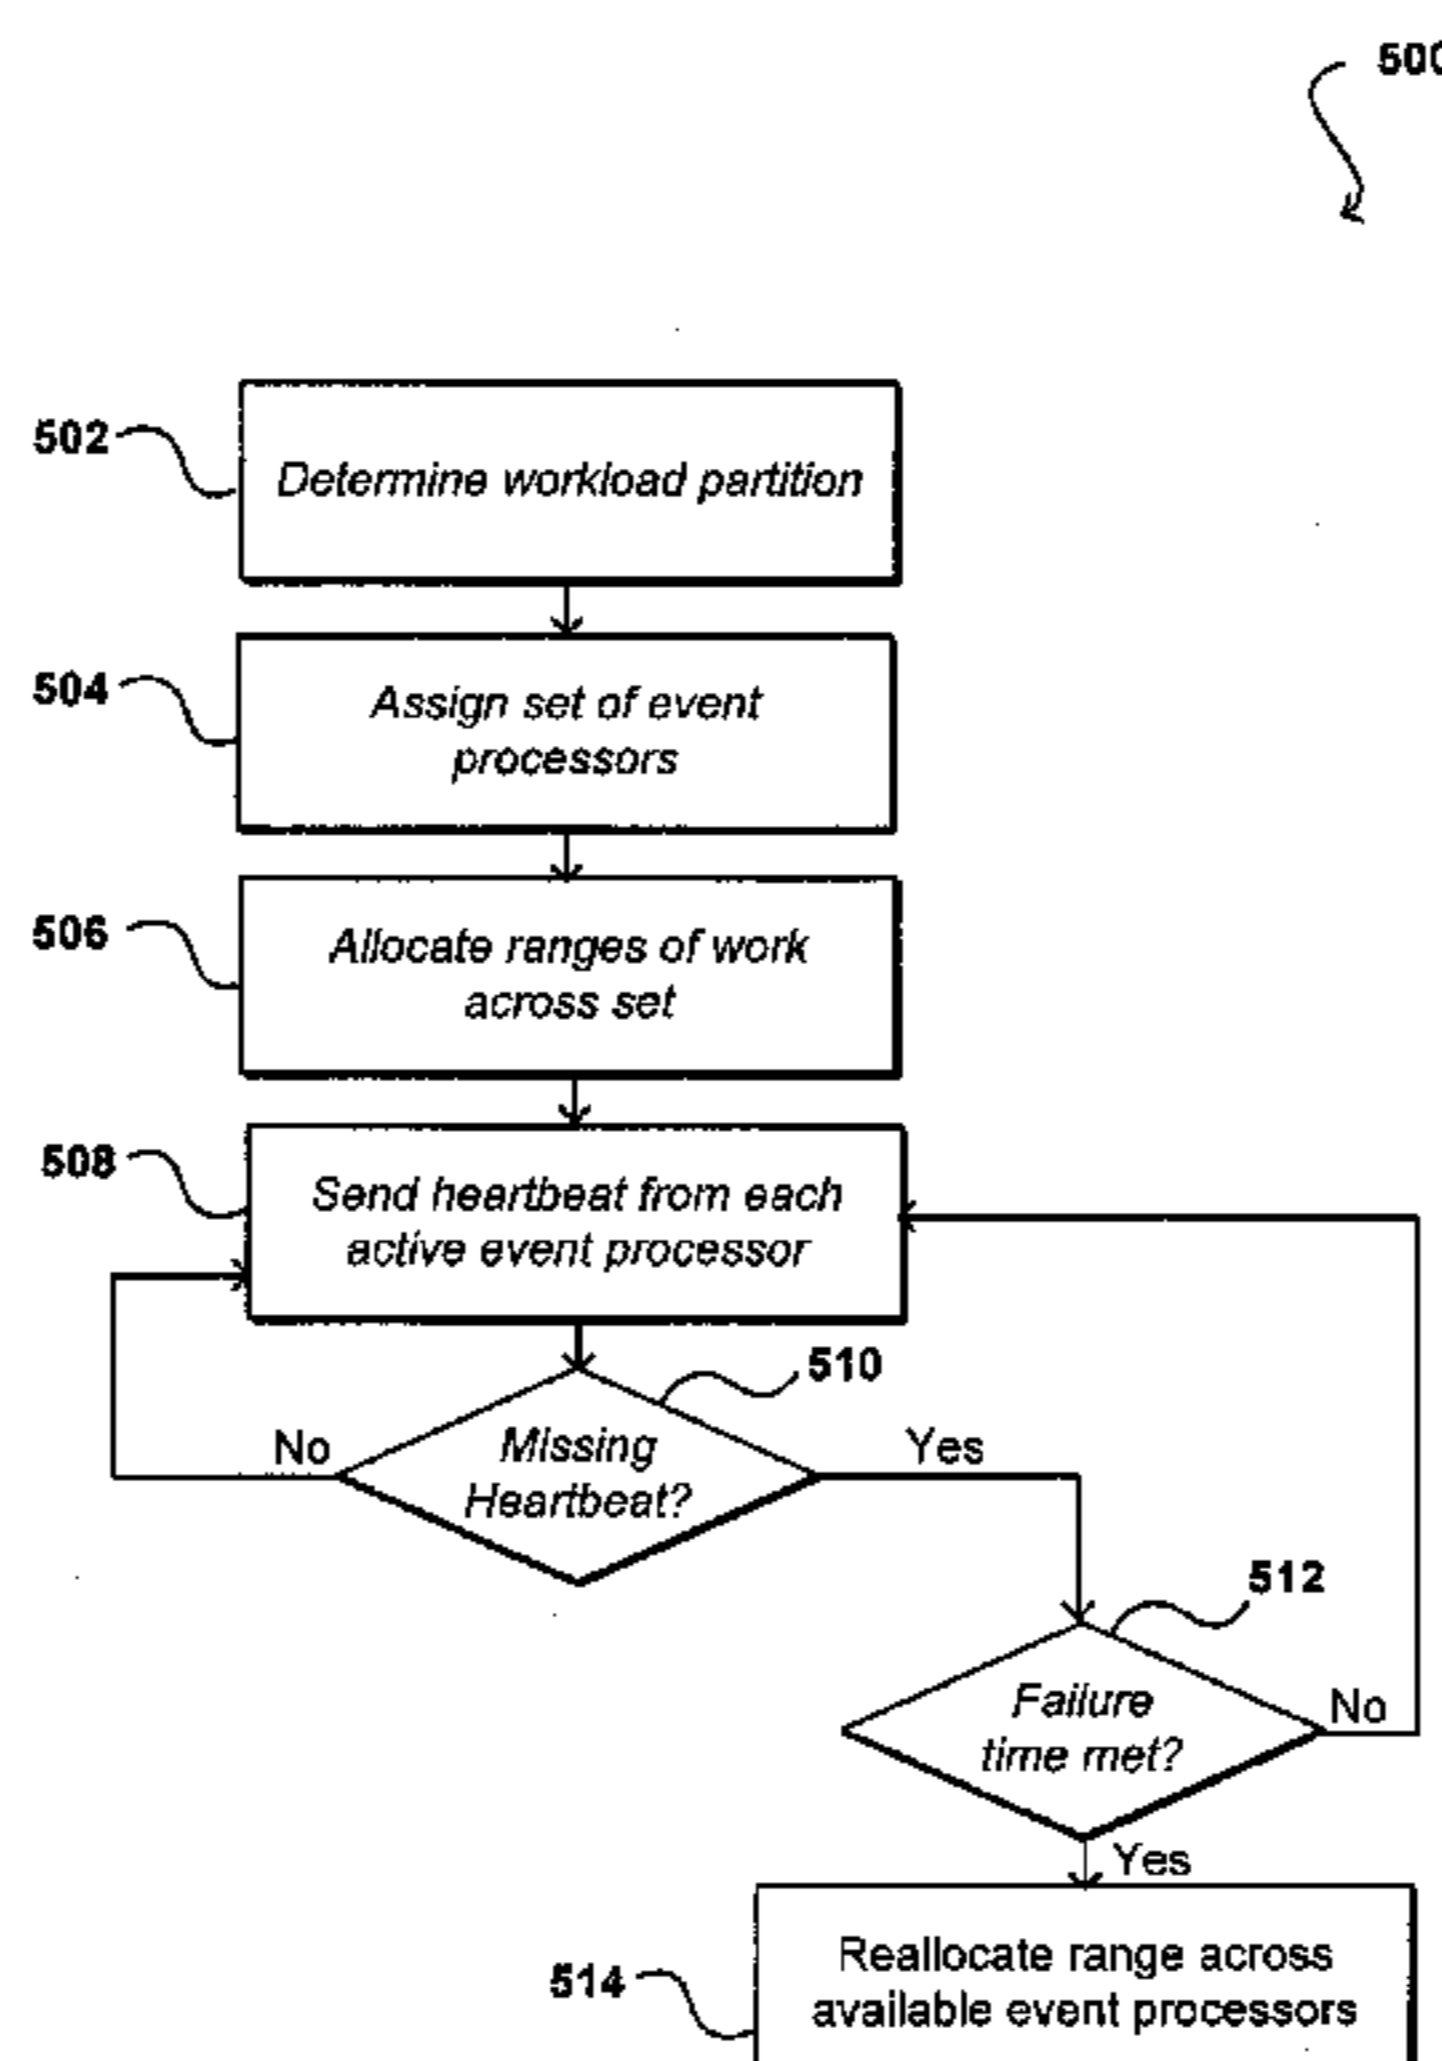 500
502
Determine workload partition
504
Assign set of event
processors
506
Allocate ranges of work
across set
508
Send heartbeat from each
active event processor
510
No
Missing
Heartbeat?
Yes
512
Failure
time met?
No
Yes
514
Reallocate range across
available event processors